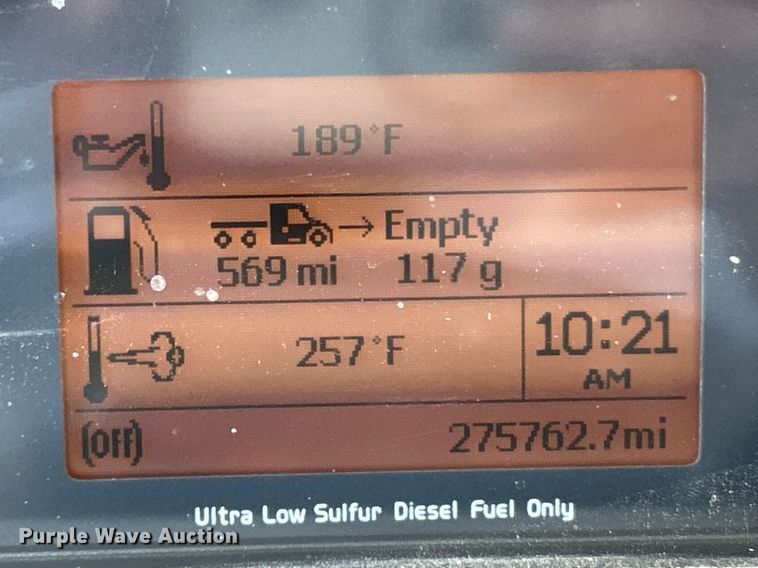 189°F
→ Empty
569 mi 117 g
257°F
10:21
AM
(OFF)
275762.7mi
Ultra Low Sulfur Diesel Fuel Only
Purple Wave Auction